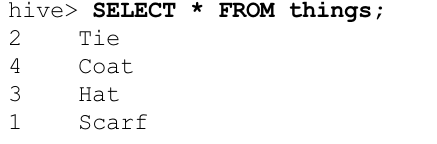 hive> SELECT * FROM things;
2 Tie
4 Coat
3 Hat
1 Scarf